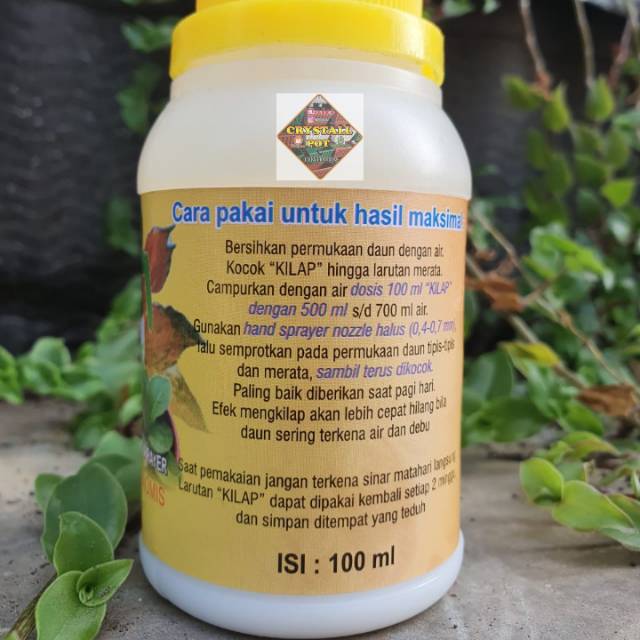 CRYSTALL
POT
Cara pakai untuk hasil maksimal
Bersihkan permukaan daun dengan air.
Kocok "KILAP" hingga larutan merata.
Campurkan dengan air dosis 100 ml "KILAP"
dengan 500 ml s/d 700 ml air.
Gunakan hand sprayer nozzle halus (0,4-0,7 mm),
lalu semprotkan pada permukaan daun tipis-tipis
dan merata, sambil terus dikocok.
Paling baik diberikan saat pagi hari.
Efek mengkilap akan lebih cepat hilang bila
daun sering terkena air dan debu
Saat pemakaian jangan terkena sinar matahari langsung
Larutan "KILAP" dapat dipakai kembali setiap 2 minggu
dan simpan ditempat yang teduh
ISI : 100 ml